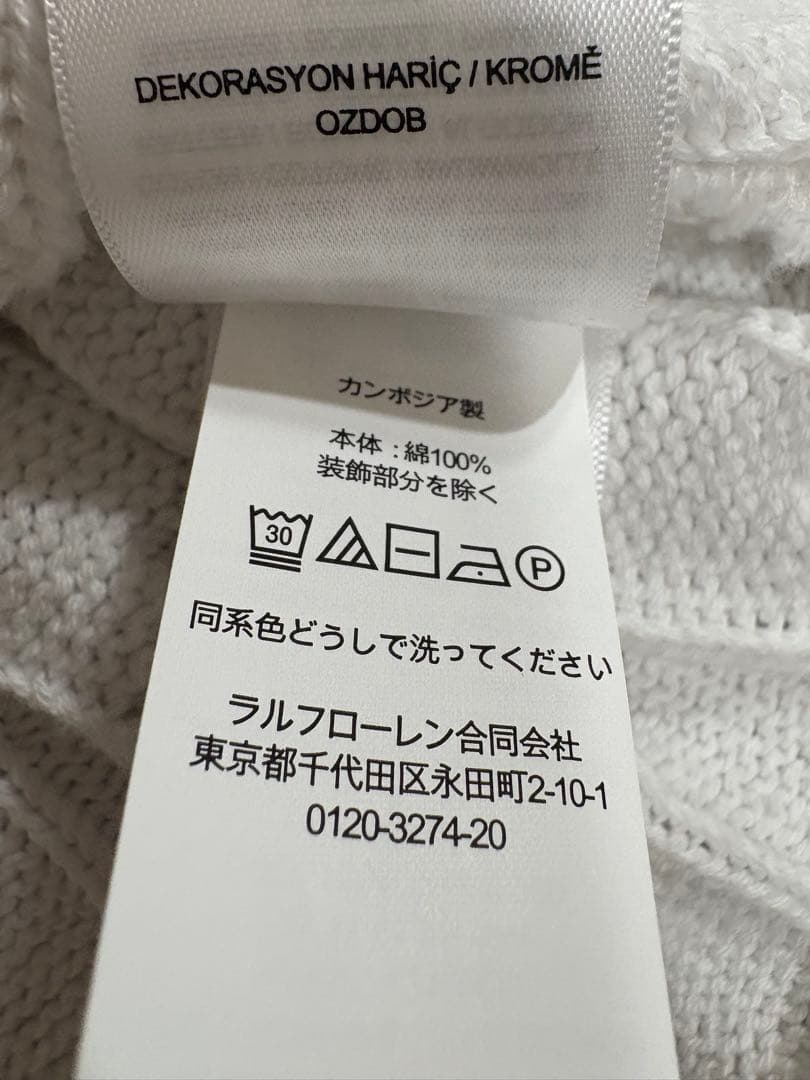 DEKORASYON HARİÇ / KROMĚ
OZDOB
カンボジア製
本体 : 綿100%
装飾部分を除く
30
P
同系色どうしで洗ってください
ラルフローレン合同会社
東京都千代田区永田町2-10-1
0120-3274-20